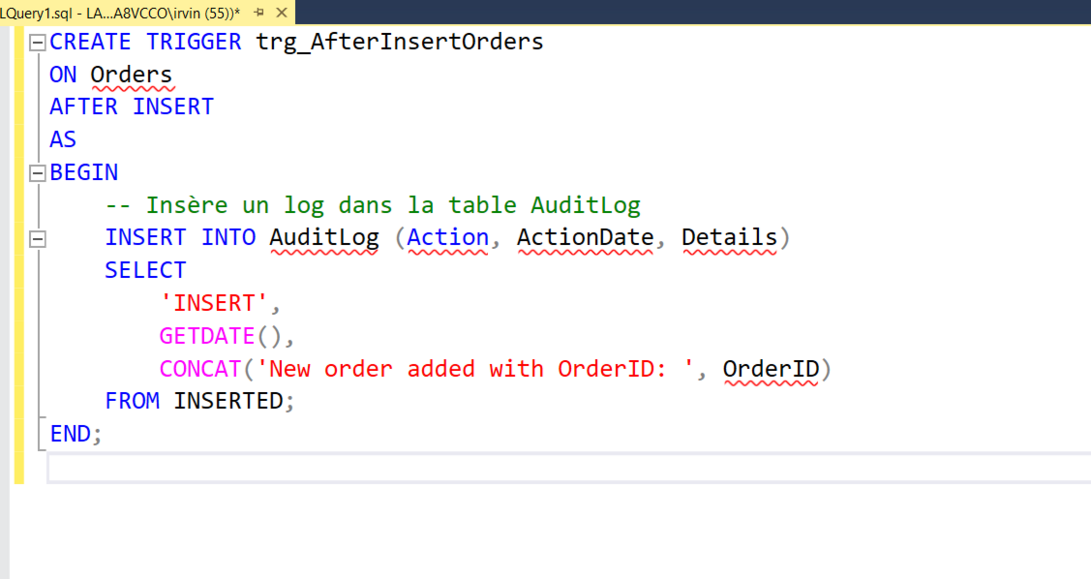 LQuery1.sql - LA...A8VCCO\irvin (55))*
CREATE TRIGGER trg_AfterInsertOrders
ON Orders
AFTER INSERT
AS
BEGIN
-- Insère un log dans la table AuditLog
INSERT INTO AuditLog (Action, ActionDate, Details)
SELECT
'INSERT',
GETDATE(),
CONCAT('New order added with OrderID: ', OrderID)
FROM INSERTED;
END;